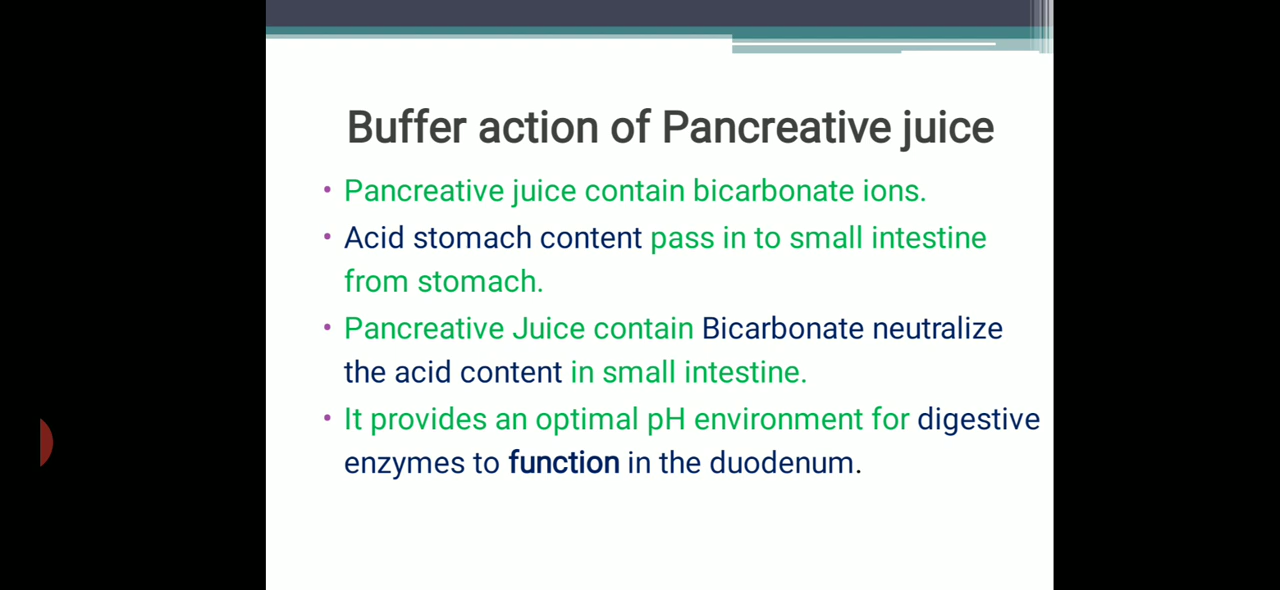 Buffer action of Pancreative juice
• Pancreative juice contain bicarbonate ions.
• Acid stomach content pass in to small intestine
from stomach.
• Pancreative Juice contain Bicarbonate neutralize
the acid content in small intestine.
• It provides an optimal pH environment for digestive
enzymes to function in the duodenum.